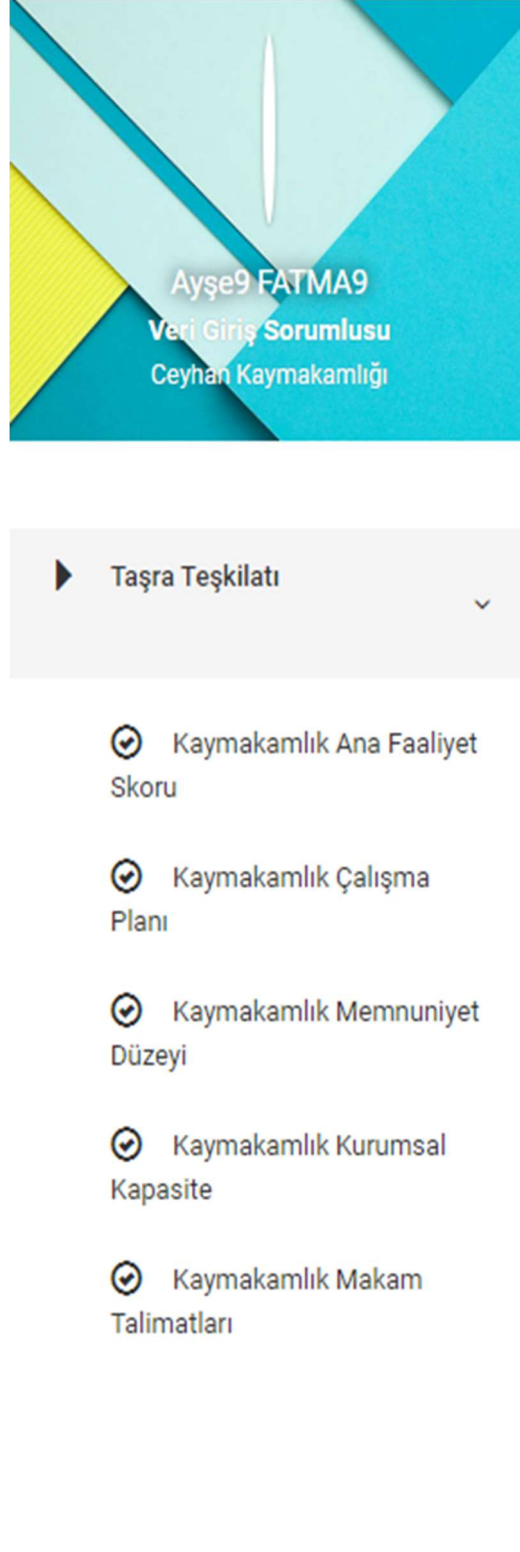 Ayşe9 FATMA9
Veri Giriş Sorumlusu
Ceyhan Kaymakamlığı
Taşra Teşkilatı
Kaymakamlık Ana Faaliyet
Skoru
Kaymakamlık Çalışma
Planı
Kaymakamlık Memnuniyet
Düzeyi
Kaymakamlık Kurumsal
Kapasite
Kaymakamlık Makam
Talimatları